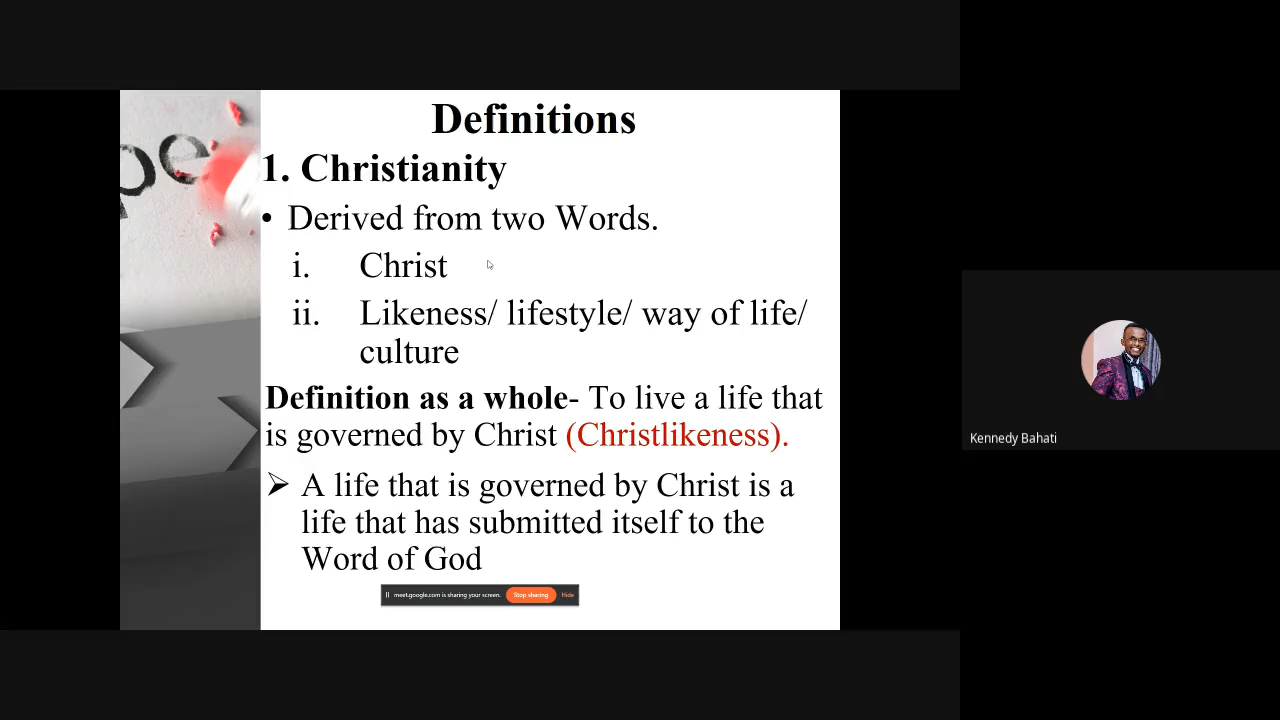 pe
Definitions
1. Christianity
• Derived from two Words.
i. Christ
ii. Likeness/ lifestyle/ way of life/
culture
Definition as a whole- To live a life that
is governed by Christ (Christlikeness).
➢ A life that is governed by Christ is a
life that has submitted itself to the
Word of God
meet.google.com is sharing your screen. Stop sharing Hide
Kennedy Bahati